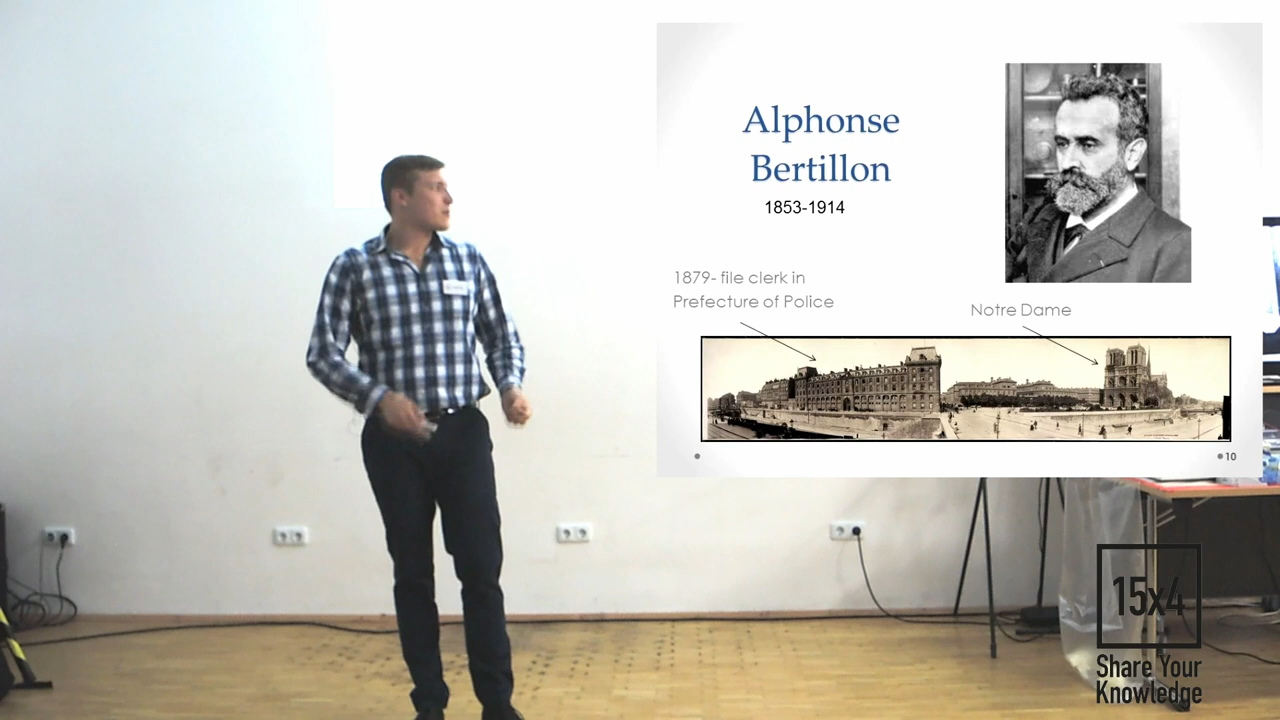 Alphonse
Bertillon
1853-1914
1879- file clerk in
Prefecture of Police
Notre Dame
10
15x4
Share Your
Knowledge